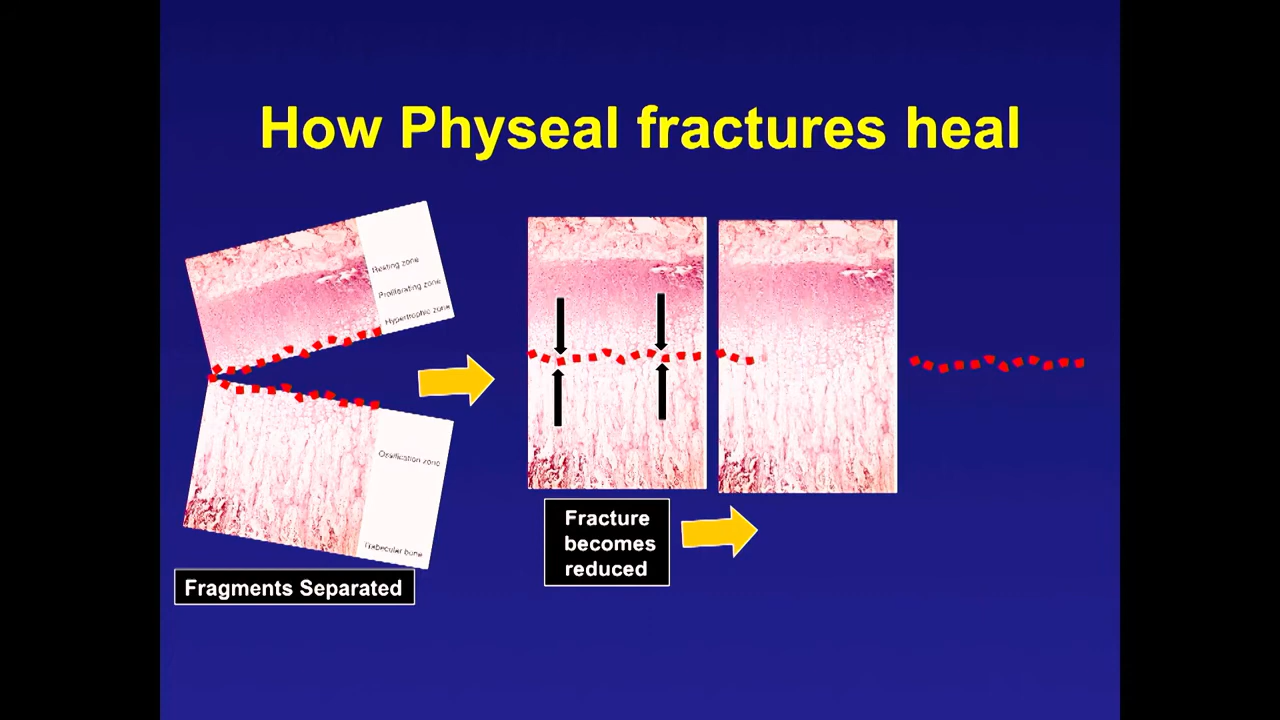 How Physeal fractures heal
Resting zone
Proliferating zone
Hypertrophic zone
Ossification zone
Trabecular bone
Fragments Separated
Fracture
becomes
reduced